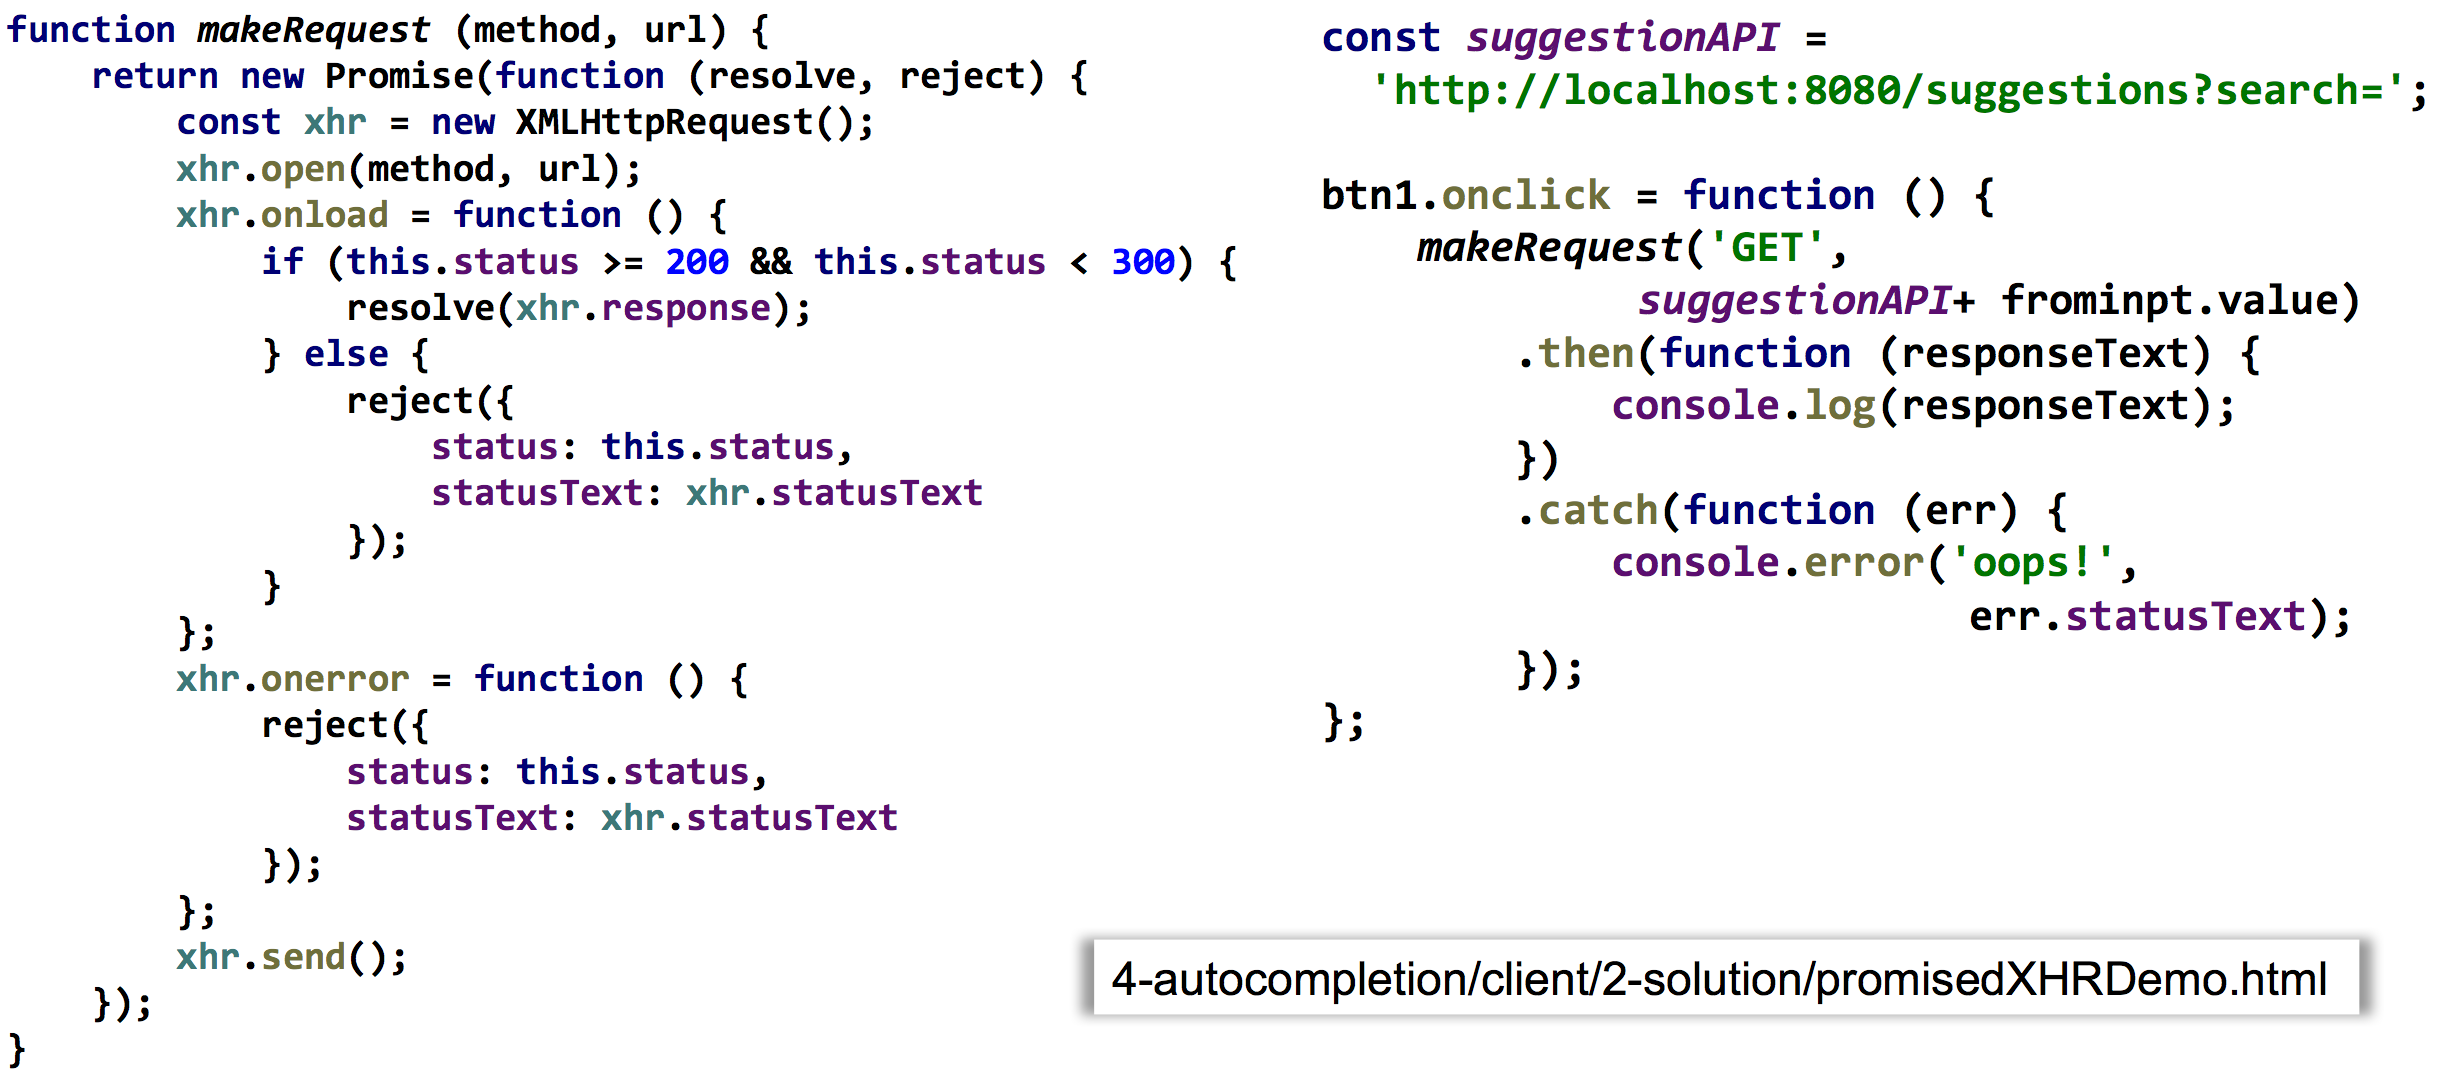 function makeRequest (method, url) {
    return new Promise(function (resolve, reject) {
        const xhr = new XMLHttpRequest();
        xhr.open(method, url);
        xhr.onload = function () {
            if (this.status >= 200 && this.status < 300) {
                resolve(xhr.response);
            } else {
                reject({
                    status: this.status,
                    statusText: xhr.statusText
                });
            }
        };
        xhr.onerror = function () {
            reject({
                status: this.status,
                statusText: xhr.statusText
            });
        };
        xhr.send();
    });
}
const suggestionAPI =
  'http://localhost:8080/suggestions?search=';
btn1.onclick = function () {
    makeRequest('GET',
             suggestionAPI+ frominpt.value)
        .then(function (responseText) {
            console.log(responseText);
        })
        .catch(function (err) {
            console.error('oops!',
                           err.statusText);
        });
};
4-autocompletion/client/2-solution/promisedXHRDemo.html